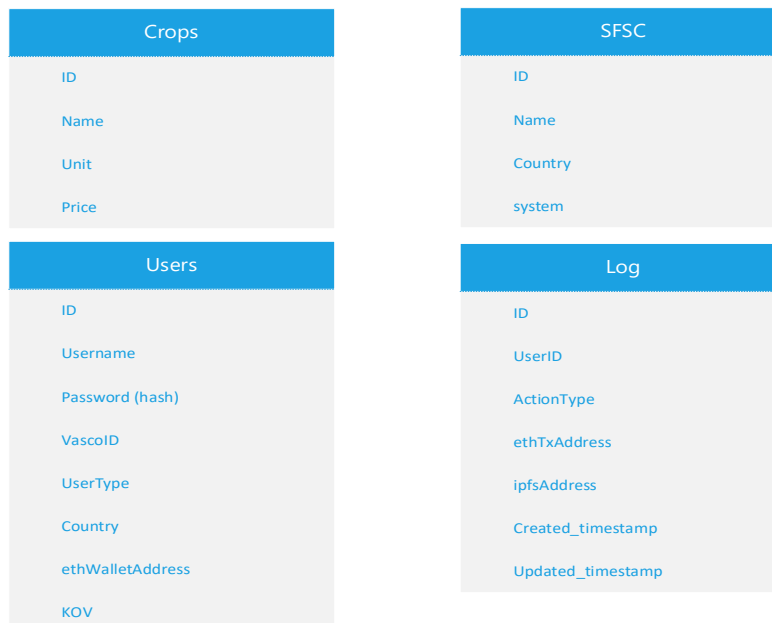 Crops
ID
Name
Unit
Price
SFSC
ID
Name
Country
system
Users
ID
Username
Password (hash)
VascoID
UserType
Country
ethWalletAddress
KOV
Log
ID
UserID
ActionType
ethTxAddress
ipfsAddress
Created_timestamp
Updated_timestamp